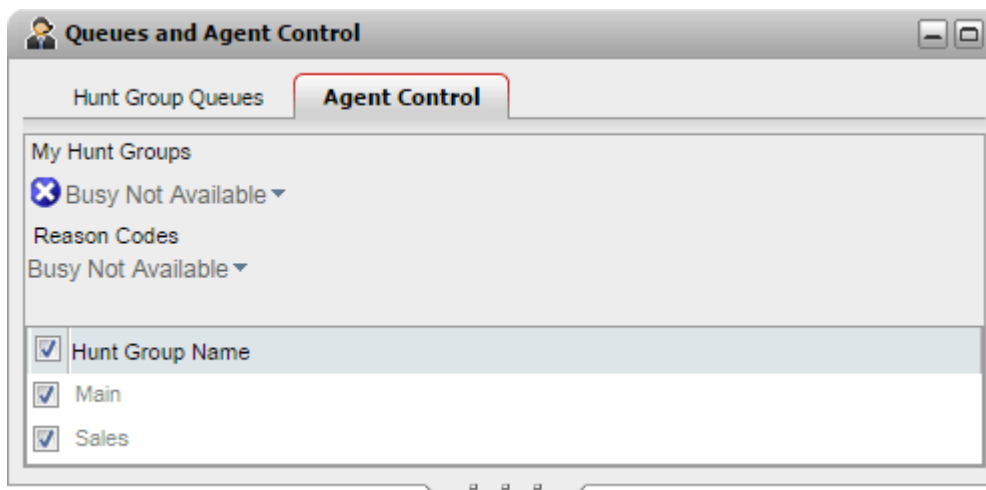 Queues and Agent Control
Hunt Group Queues Agent Control
My Hunt Groups
Busy Not Available
Reason Codes
Busy Not Available
Hunt Group Name
Main
Sales